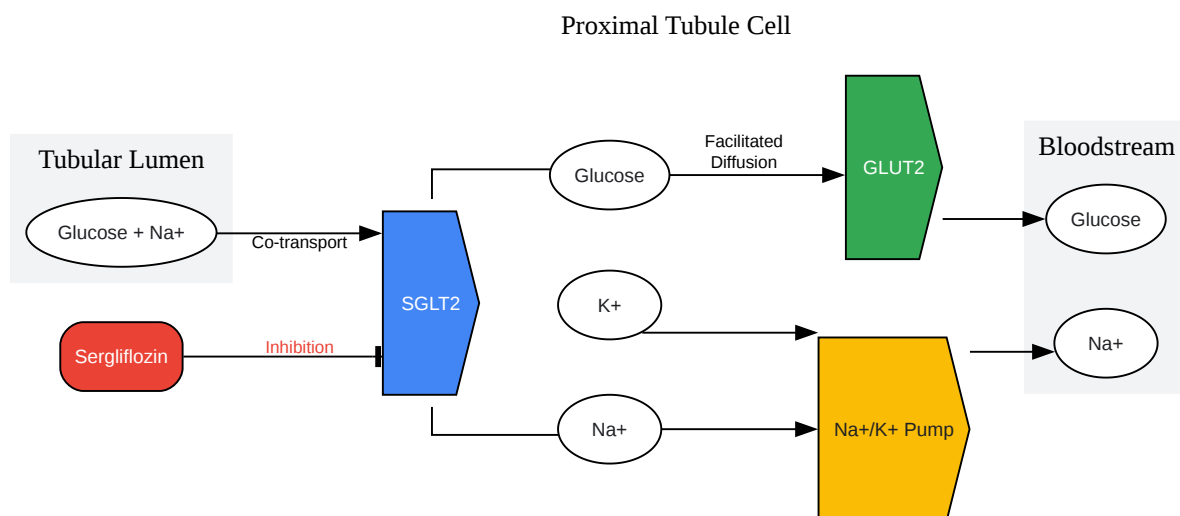 Proximal Tubule Cell
Tubular Lumen
Glucose + Na+
Co-transport
Sergliflozin
Inhibition
SGLT2
Glucose
Facilitated
Diffusion
GLUT2
K+
Na+
Na+/K+ Pump
Bloodstream
Glucose
Na+